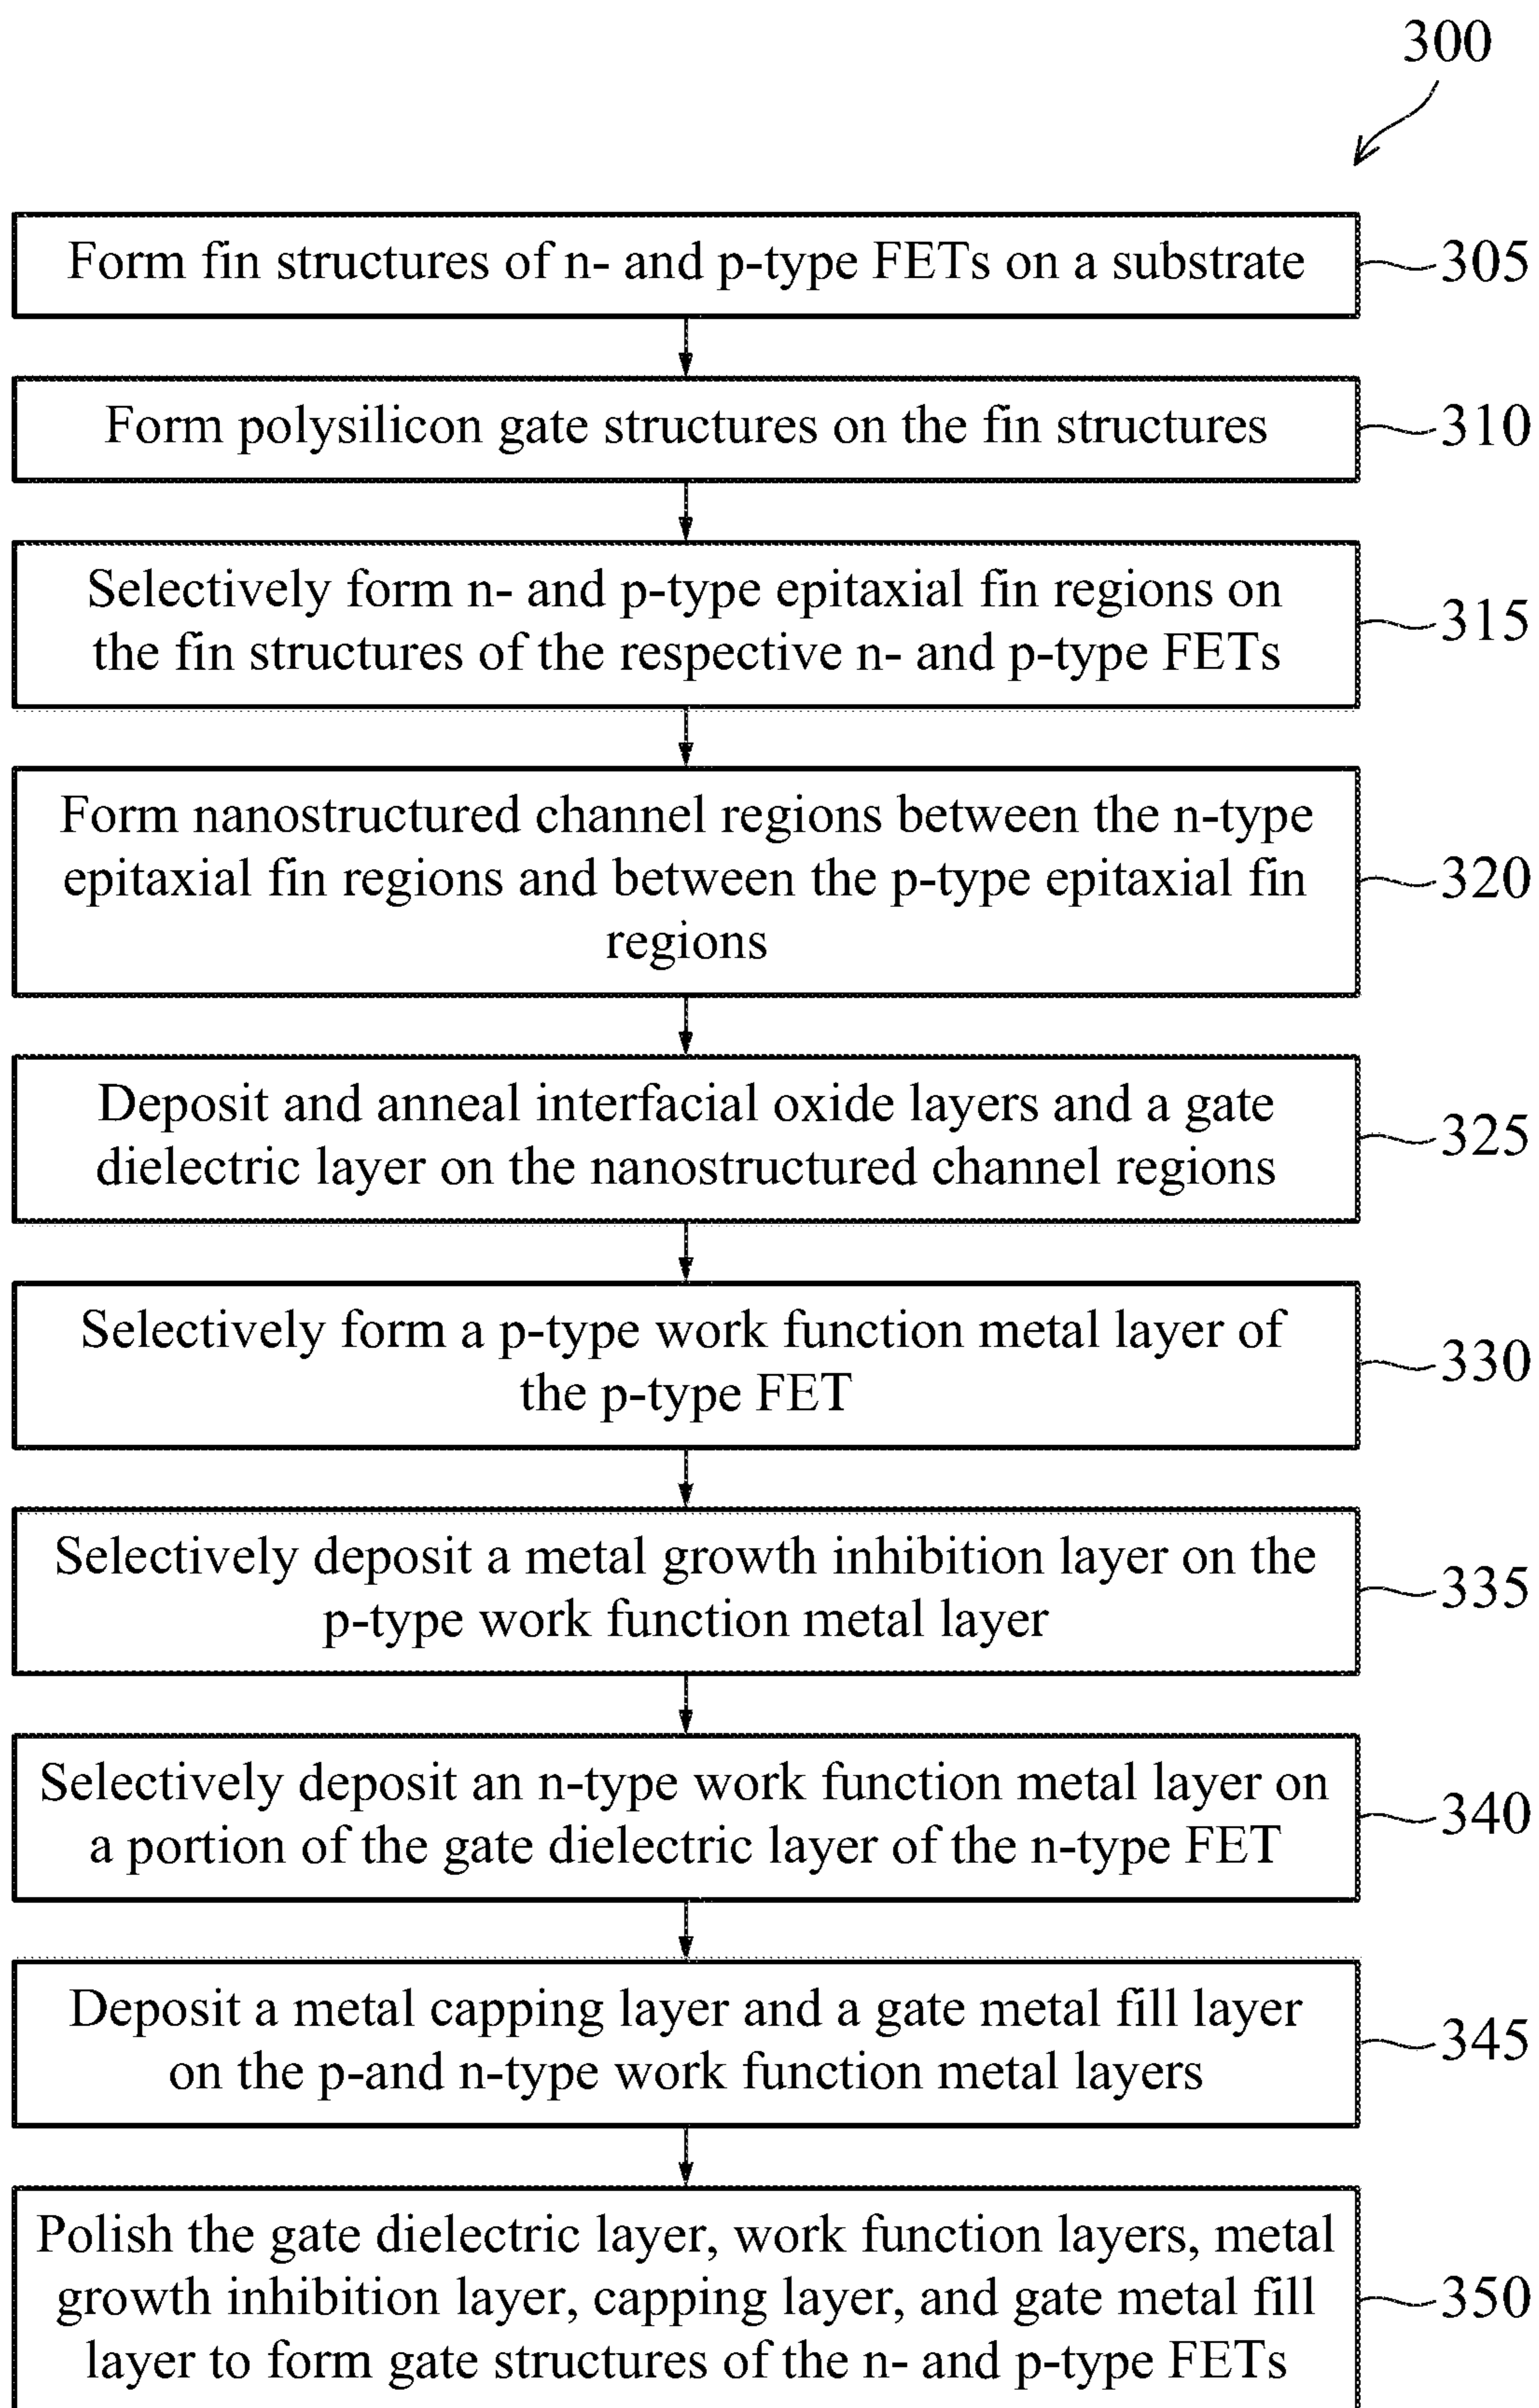 300
Form fin structures of n- and p-type FETs on a substrate
305
Form polysilicon gate structures on the fin structures
310
Selectively form n- and p-type epitaxial fin regions on
the fin structures of the respective n- and p-type FETs
315
Form nanostructured channel regions between the n-type
epitaxial fin regions and between the p-type epitaxial fin
regions
320
Deposit and anneal interfacial oxide layers and a gate
dielectric layer on the nanostructured channel regions
325
Selectively form a p-type work function metal layer of
the p-type FET
330
Selectively deposit a metal growth inhibition layer on the
p-type work function metal layer
335
Selectively deposit an n-type work function metal layer on
a portion of the gate dielectric layer of the n-type FET
340
Deposit a metal capping layer and a gate metal fill layer
on the p-and n-type work function metal layers
345
Polish the gate dielectric layer, work function layers, metal
growth inhibition layer, capping layer, and gate metal fill
layer to form gate structures of the n- and p-type FETs
350